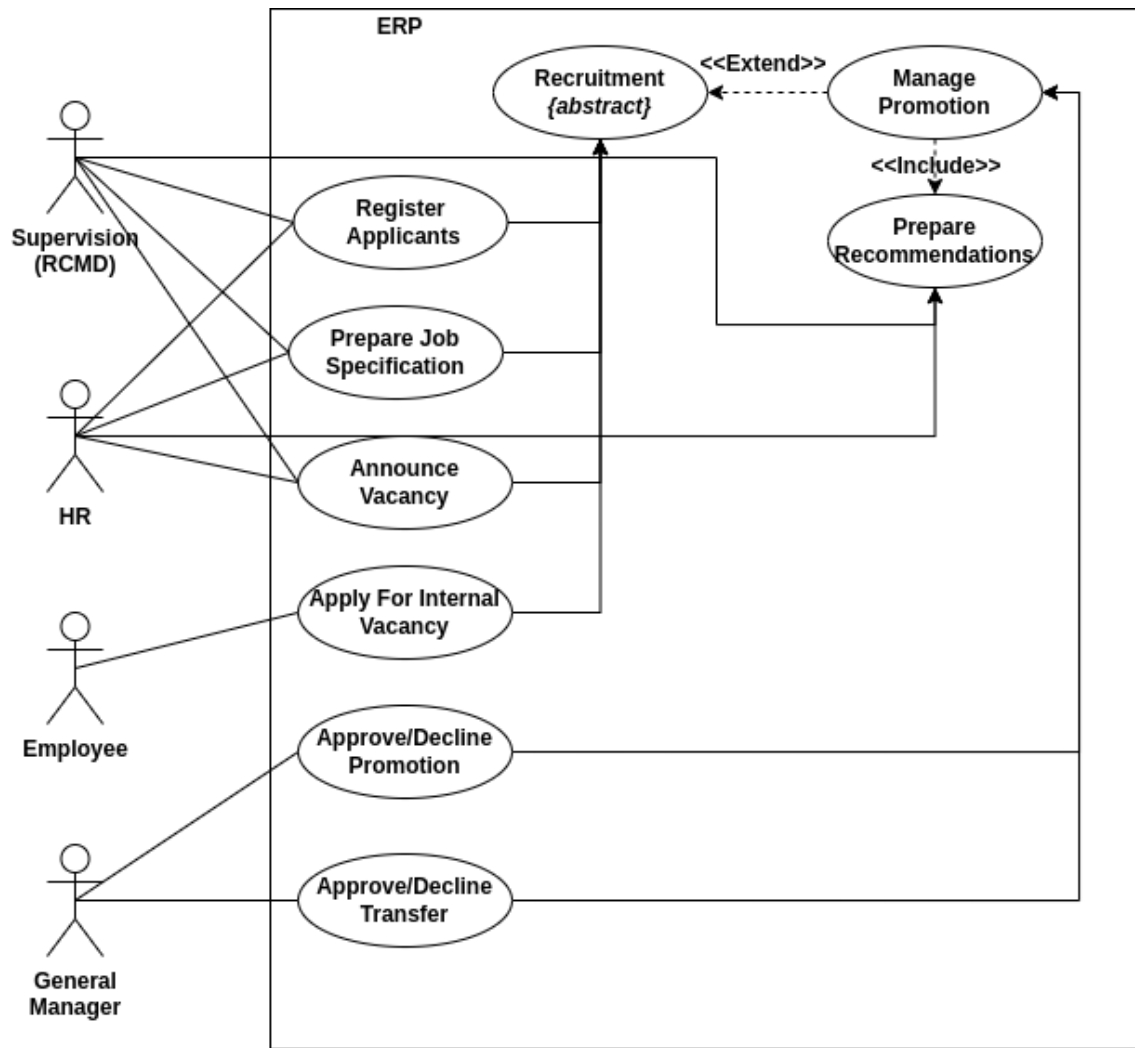 ERP
Recruitment
{abstract}
<<Extend>>
Manage
Promotion
<<Include>>
Prepare
Recommendations
Supervision
(RCMD)
Register
Applicants
Prepare Job
Specification
HR
Announce
Vacancy
Apply For Internal
Vacancy
Employee
Approve/Decline
Promotion
Approve/Decline
Transfer
General
Manager